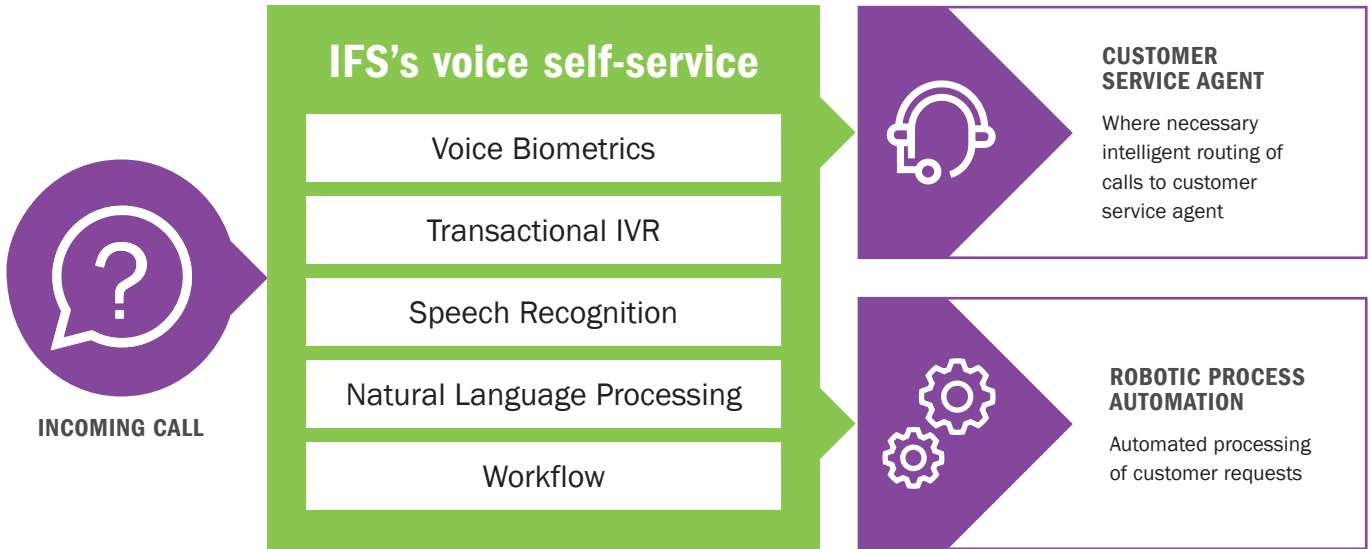 INCOMING CALL
IFS's voice self-service
Voice Biometrics
Transactional IVR
Speech Recognition
Natural Language Processing
Workflow
CUSTOMER
SERVICE AGENT
Where necessary
intelligent routing of
calls to customer
service agent
ROBOTIC PROCESS
AUTOMATION
Automated processing
of customer requests